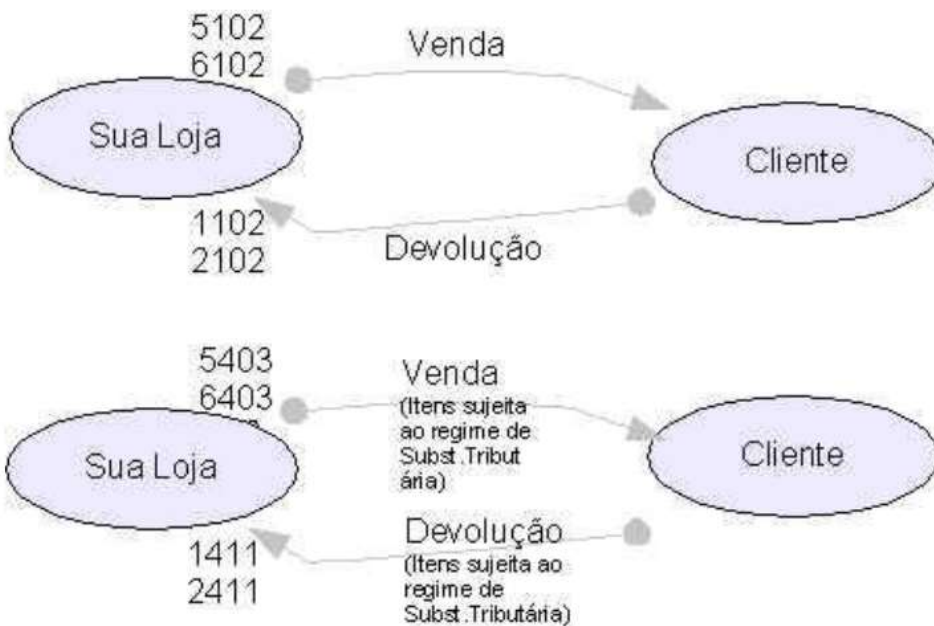 5102
6102
Venda
Sua Loja
Cliente
1102
2102
Devolução
5403
6403
Venda
(Itens sujeita
ao regime de
Subst.Tribut
ária)
Sua Loja
Cliente
1411
2411
Devolução
(Itens sujeita ao
regime de
Subst.Tributária)